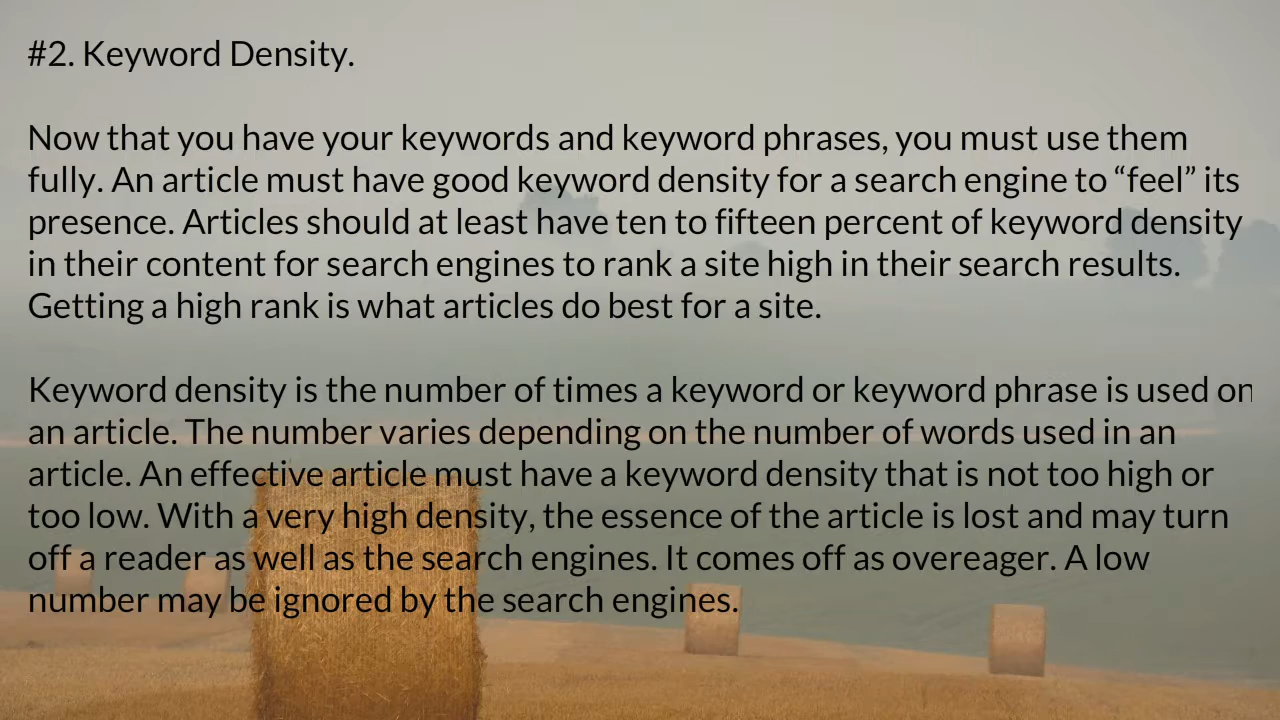 #2. Keyword Density.
Now that you have your keywords and keyword phrases, you must use them
fully. An article must have good keyword density for a search engine to “feel” its
presence. Articles should at least have ten to fifteen percent of keyword density
in their content for search engines to rank a site high in their search results.
Getting a high rank is what articles do best for a site.
Keyword density is the number of times a keyword or keyword phrase is used on
an article. The number varies depending on the number of words used in an
article. An effective article must have a keyword density that is not too high or
too low. With a very high density, the essence of the article is lost and may turn
off a reader as well as the search engines. It comes off as overeager. A low
number may be ignored by the search engines.